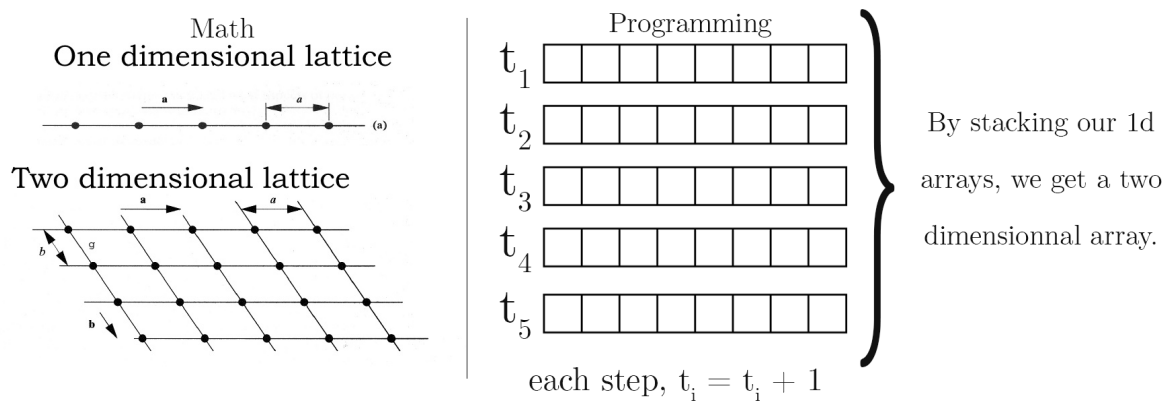 Math
One dimensional lattice
a
a
(a)
Two dimensional lattice
a
a
b
g
b
Programming
t₁
t₂
t₃
t₄
t₅
each step, tᵢ = tᵢ + 1
By stacking our 1d
arrays, we get a two
dimensionnal array.